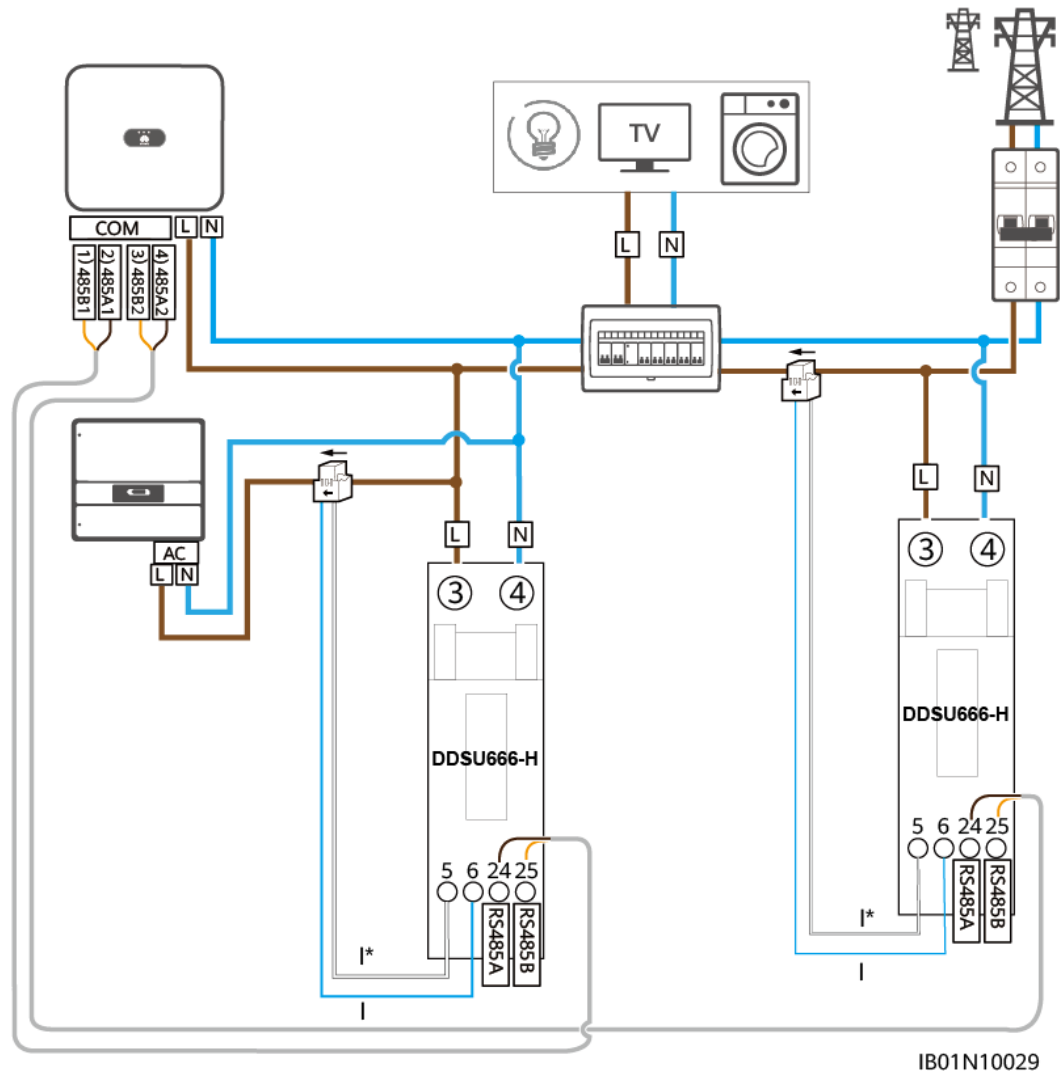 TV
COM
L
N
1) 485B1
2) 485A1
3) 485B2
4) 485A2
L
N
L
N
AC
L
N
L
N
3
4
3
4
DDSU666-H
DDSU666-H
5
6
24
25
RS485A
RS485B
5
6
24
25
RS485A
RS485B
I*
I
I*
I
IB01N10029